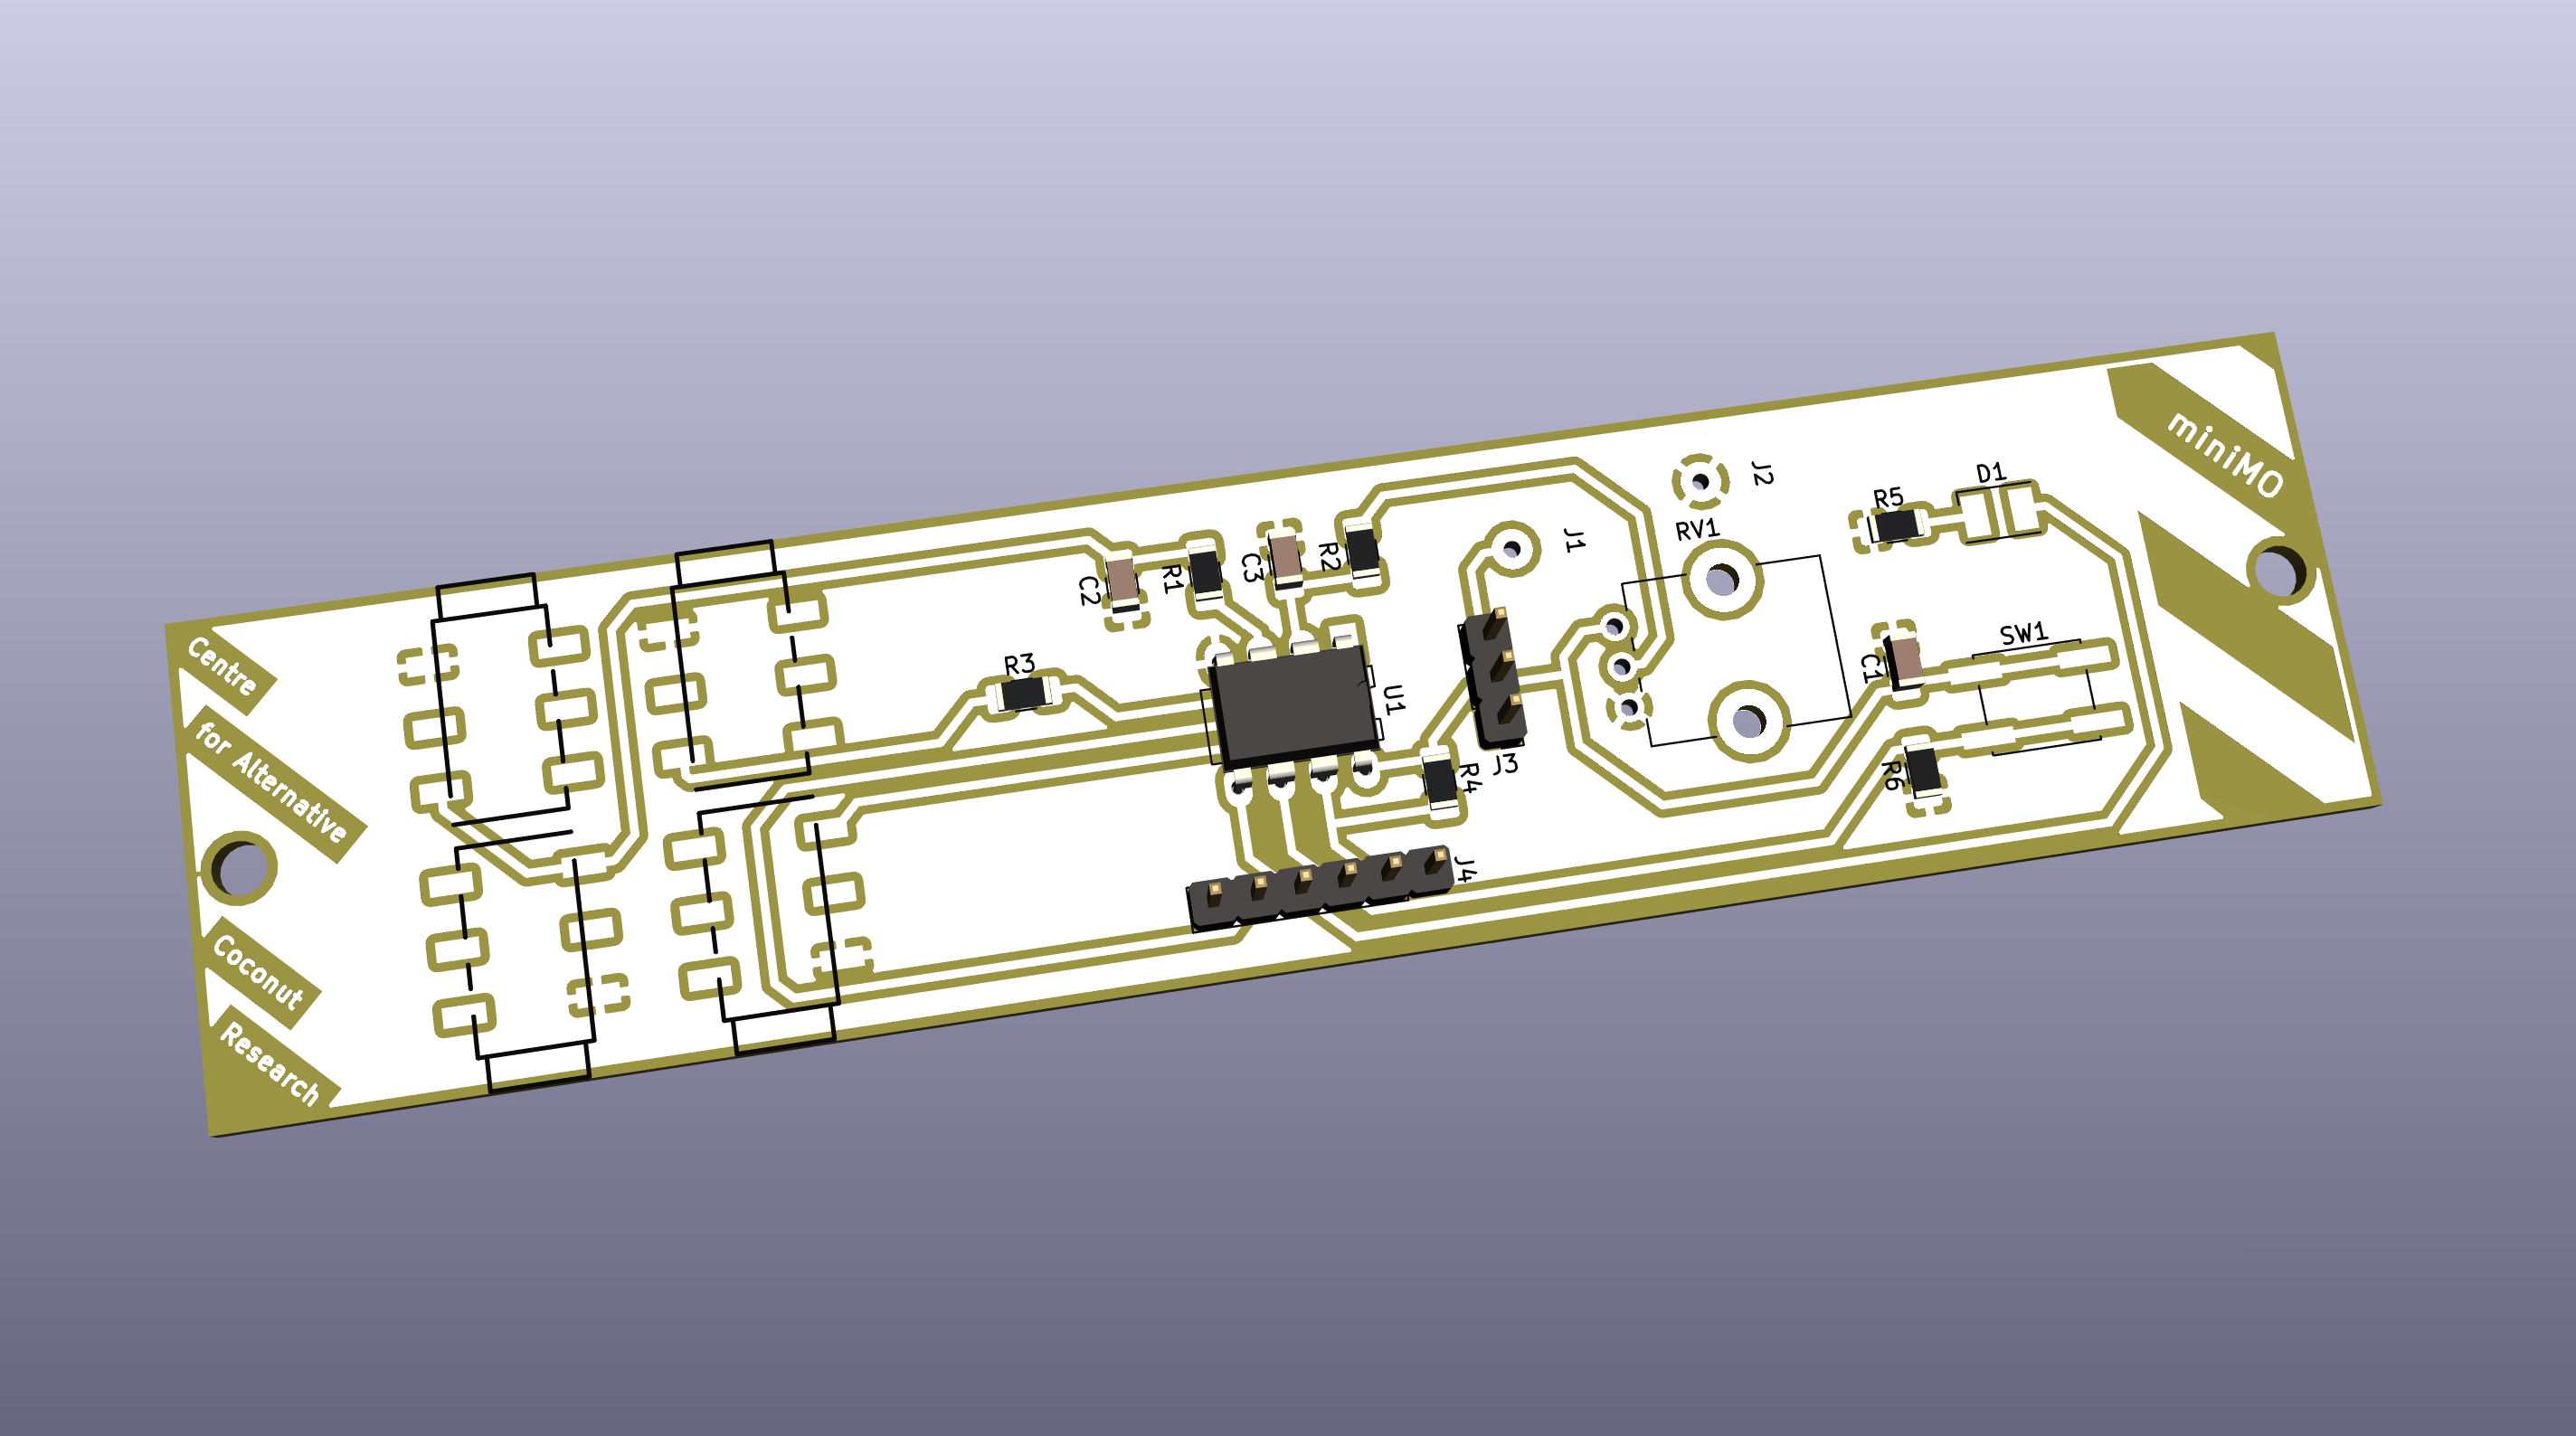 Centre
for Alternative
Coconut
Research
miniMO
C2
R1
C3
R2
R3
U1
J1
J2
RV1
J3
R4
J4
R5
D1
C1
SW1
R6